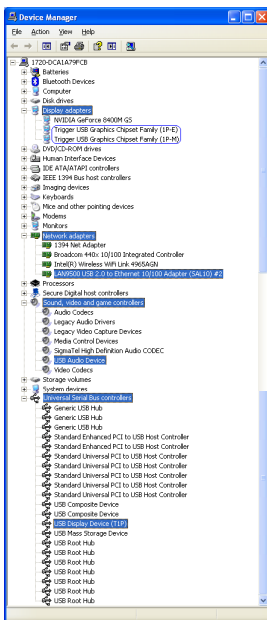 Device Manager
File Action View Help
1720-DCA1A79FCB
Batteries
Bluetooth Devices
Computer
Disk drives
Display adapters
NVIDIA GeForce 8400M GS
Trigger USB Graphics Chipset Family (1P-E)
Trigger USB Graphics Chipset Family (1P-M)
DVD/CD-ROM drives
Human Interface Devices
IDE ATA/ATAPI controllers
IEEE 1394 Bus host controllers
Imaging devices
Keyboards
Mice and other pointing devices
Modems
Monitors
Network adapters
1394 Net Adapter
Broadcom 440x 10/100 Integrated Controller
Intel(R) Wireless WiFi Link 4965AGN
LAN9500 USB 2.0 to Ethernet 10/100 Adapter (SAL10) #2
Processors
Secure Digital host controllers
Sound, video and game controllers
Audio Codecs
Legacy Audio Drivers
Legacy Video Capture Devices
Media Control Devices
SigmaTel High Definition Audio CODEC
USB Audio Device
Video Codecs
Storage volumes
System devices
Universal Serial Bus controllers
Generic USB Hub
Generic USB Hub
Generic USB Hub
Standard Enhanced PCI to USB Host Controller
Standard Enhanced PCI to USB Host Controller
Standard Universal PCI to USB Host Controller
Standard Universal PCI to USB Host Controller
Standard Universal PCI to USB Host Controller
Standard Universal PCI to USB Host Controller
Standard Universal PCI to USB Host Controller
USB Composite Device
USB Composite Device
USB Display Device (T1P)
USB Mass Storage Device
USB Root Hub
USB Root Hub
USB Root Hub
USB Root Hub
USB Root Hub
USB Root Hub
USB Root Hub